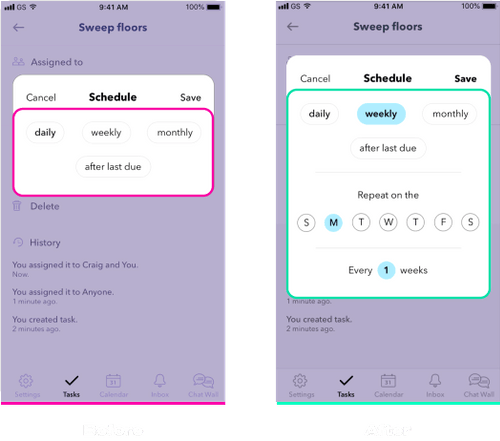 GS 9:41 AM 100%
Sweep floors
Assigned to
Cancel Schedule Save
daily weekly monthly
after last due
Delete
History
You assigned it to Craig and You.
Now.
You assigned it to Anyone.
1 minute ago.
You created task.
2 minutes ago.
Settings Tasks Calendar Inbox Chat Wall
GS 9:41 AM 100%
Sweep floors
Cancel Schedule Save
daily weekly monthly
after last due
Repeat on the
S M T W T F S
Every 1 weeks
1 minute ago.
You created task.
2 minutes ago.
Settings Tasks Calendar Inbox Chat Wall